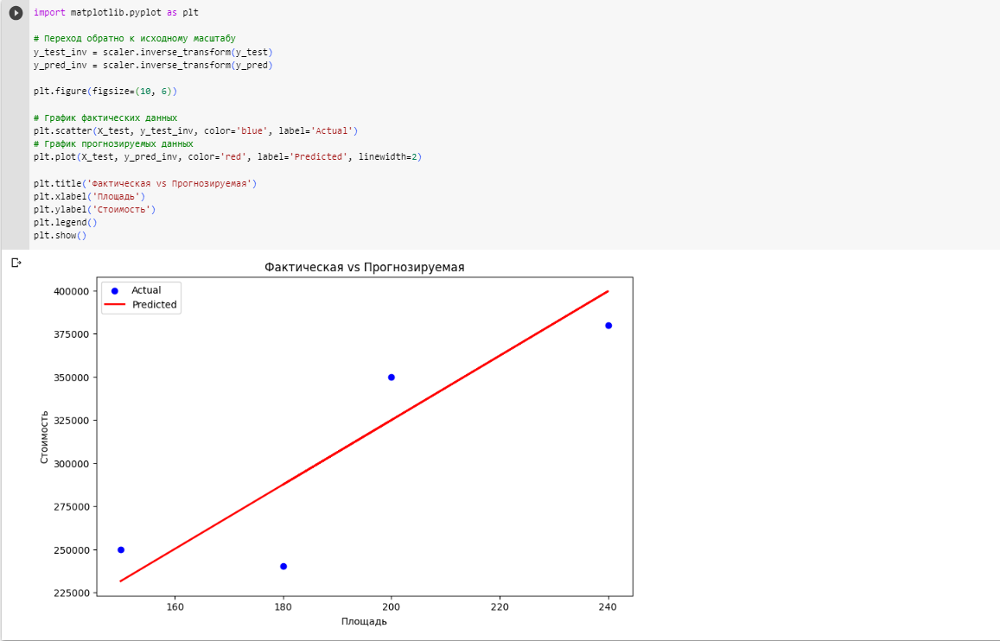 import matplotlib.pyplot as plt
# Переход обратно к исходному масштабу
y_test_inv = scaler.inverse_transform(y_test)
y_pred_inv = scaler.inverse_transform(y_pred)
plt.figure(figsize=(10, 6))
# График фактических данных
plt.scatter(X_test, y_test_inv, color='blue', label='Actual')
# График прогнозируемых данных
plt.plot(X_test, y_pred_inv, color='red', label='Predicted', linewidth=2)
plt.title('Фактическая vs Прогнозируемая')
plt.xlabel('Площадь')
plt.ylabel('Стоимость')
plt.legend()
plt.show()
Фактическая vs Прогнозируемая
Actual
Predicted
400000
375000
350000
325000
300000
275000
250000
225000
Стоимость
160
180
200
220
240
Площадь